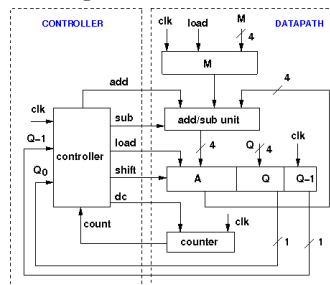 CONTROLLER
DATAPATH
clk
load
M
4
M
add
4
clk
sub
add/sub unit
Q-1
load
4
Q
4
clk
controller
Q0
shift
A
Q
Q-1
dc
clk
count
counter
1
1